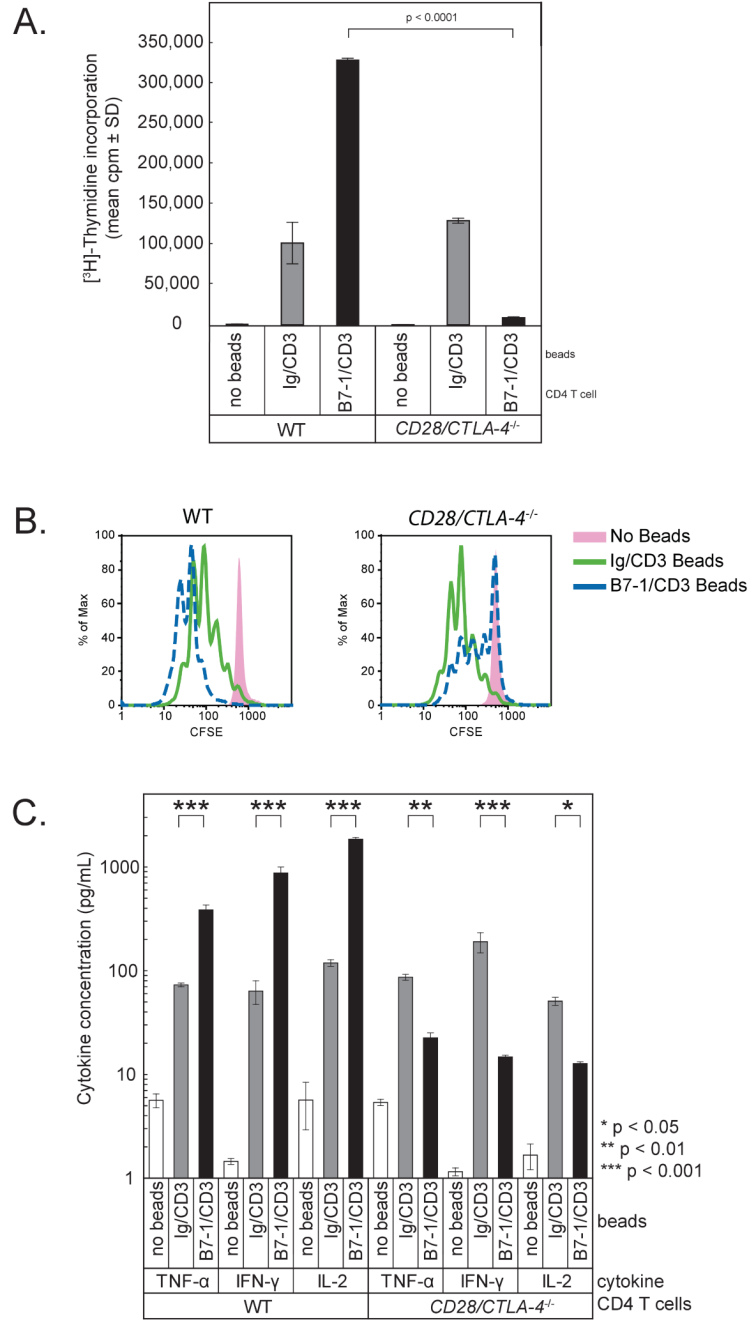 A.
p < 0.0001
[³H]-Thymidine incorporation
(mean cpm ± SD)
350,000
300,000
250,000
200,000
150,000
100,000
50,000
0
no beads
Ig/CD3
B7-1/CD3
no beads
Ig/CD3
B7-1/CD3
beads
CD4 T cell
WT
CD28/CTLA-4-/-
B.
WT
CD28/CTLA-4-/-
No Beads
Ig/CD3 Beads
B7-1/CD3 Beads
% of Max
100
80
60
40
20
0
1
10
100
1000
CFSE
% of Max
100
80
60
40
20
0
1
10
100
1000
CFSE
C.
*** *** *** ** *** *
Cytokine concentration (pg/mL)
1000
100
10
1
* p < 0.05
** p < 0.01
*** p < 0.001
no beads
Ig/CD3
B7-1/CD3
no beads
Ig/CD3
B7-1/CD3
no beads
Ig/CD3
B7-1/CD3
no beads
Ig/CD3
B7-1/CD3
no beads
Ig/CD3
B7-1/CD3
no beads
Ig/CD3
B7-1/CD3
beads
TNF-α IFN-γ IL-2 TNF-α IFN-γ IL-2 cytokine
WT CD28/CTLA-4-/- CD4 T cells